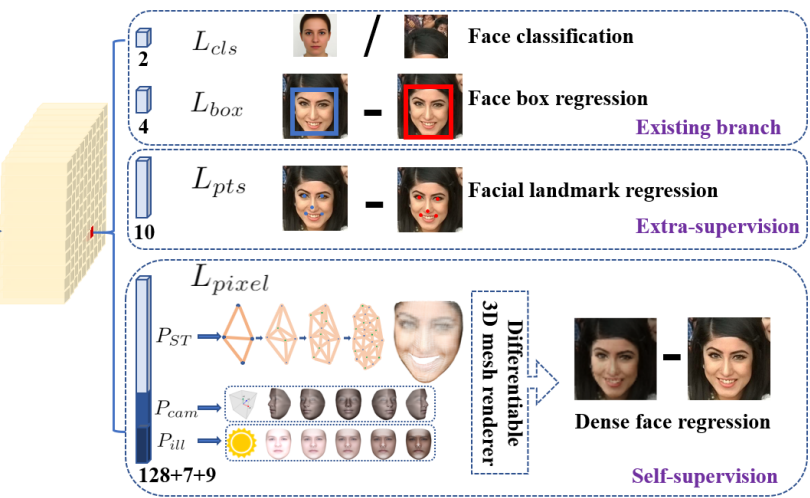 2
L_cls
/
Face classification
4
L_box
-
Face box regression
Existing branch
10
L_pts
-
Facial landmark regression
Extra-supervision
L_pixel
P_ST
P_cam
P_ill
128+7+9
Differentiable
3D mesh renderer
-
Dense face regression
Self-supervision